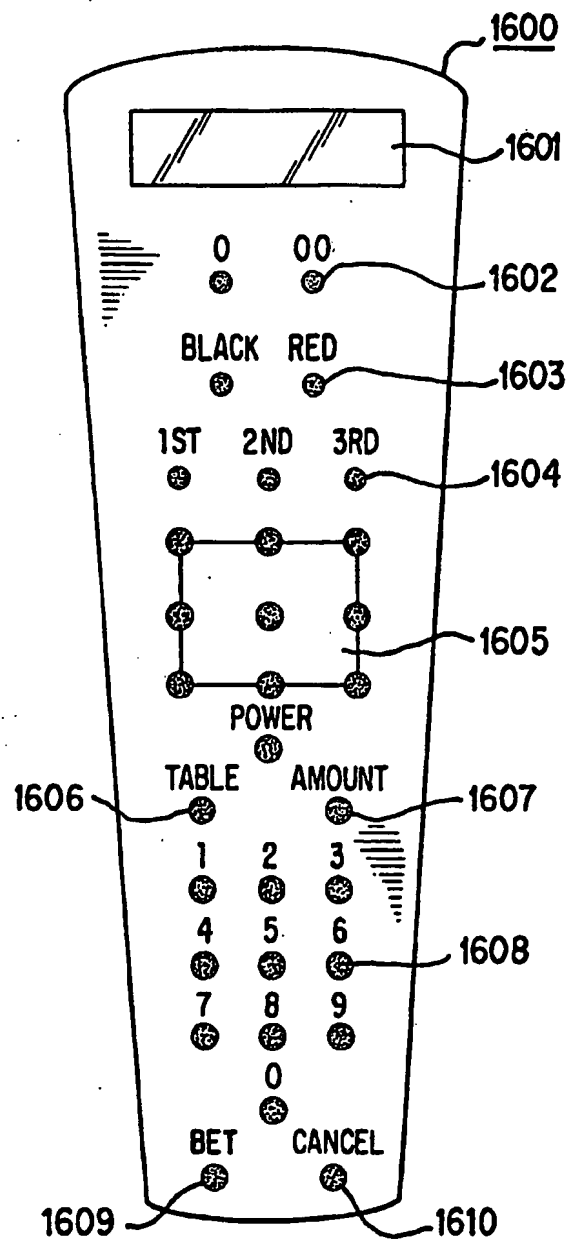 1600
1601
0 00
1602
BLACK RED
1603
1ST 2ND 3RD
1604
1605
POWER
TABLE AMOUNT
1606 1607
1 2 3
4 5 6
1608
7 8 9
0
BET CANCEL
1609 1610